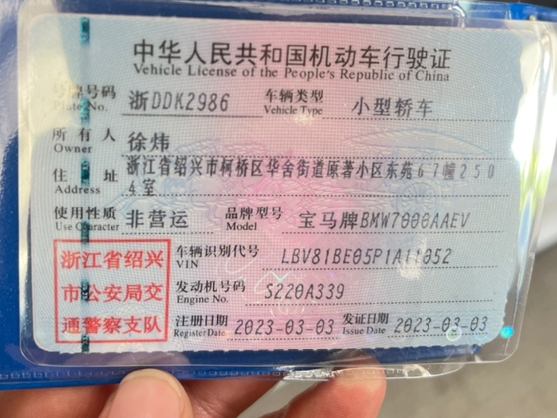 中华人民共和国机动车行驶证
Vehicle License of the People's Republic of China
号牌号码 浙DDK2986 车辆类型 小型轿车
Plate No. Vehicle Type
所有人 徐炜
Owner
住址 浙江省绍兴市柯桥区华舍街道原著小区东苑67幢250
Address 4室
使用性质 非营运 品牌型号 宝马牌BMW7000AAEV
Use Character Model
浙江省绍兴 车辆识别代号 LBV81BE05P1A11052
VIN
市公安局交 发动机号码 S220A339
Engine No.
通警察支队 注册日期 2023-03-03 发证日期 2023-03-03
Register Date Issue Date